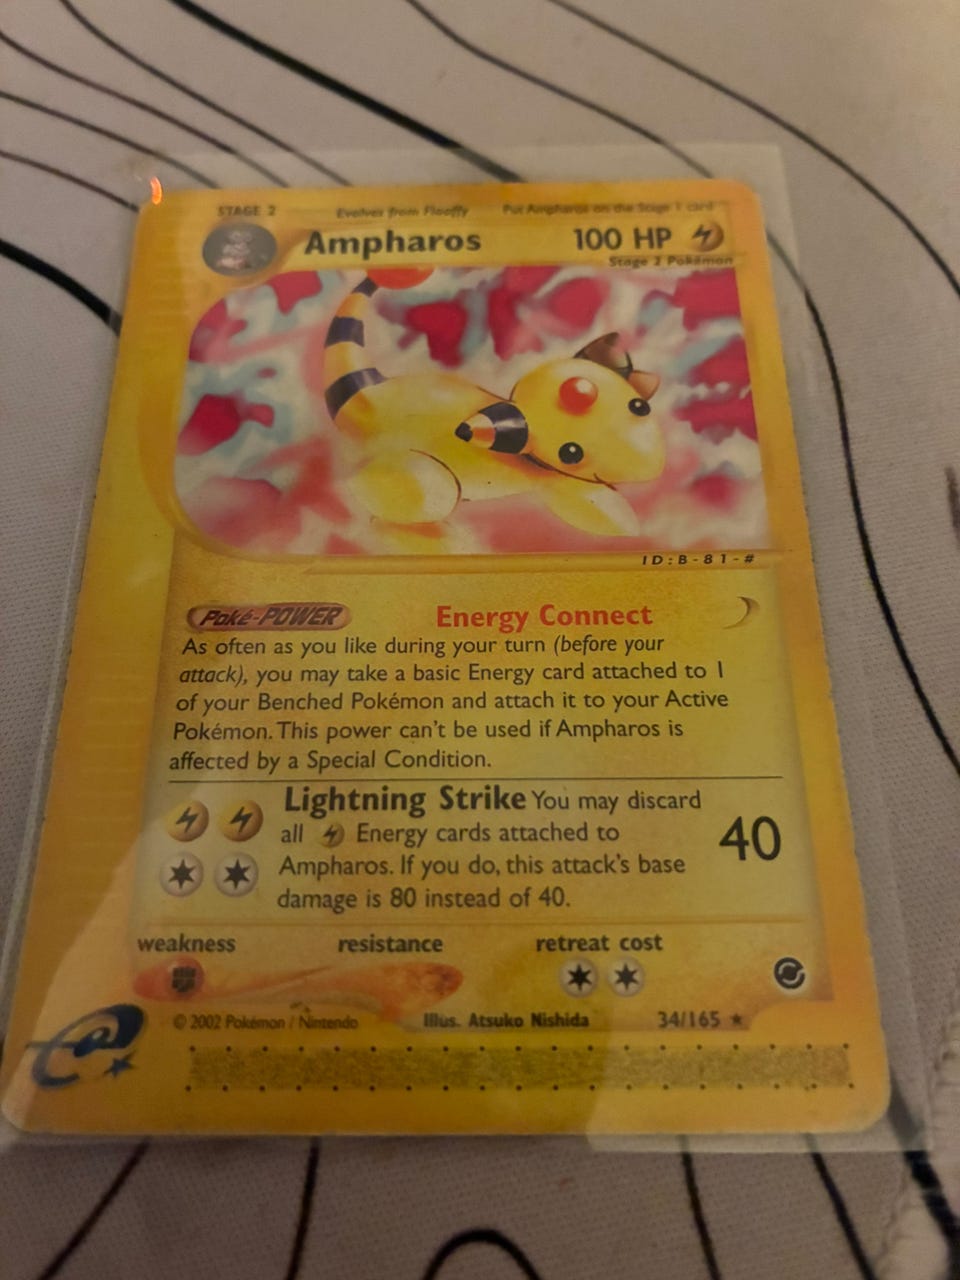 STAGE 2 Evolves from Flaaffy Put Ampharos on the Stage 1 card
Ampharos 100 HP
Stage 2 Pokémon
ID:B-81-#
Poké-POWER Energy Connect
As often as you like during your turn (before your
attack), you may take a basic Energy card attached to 1
of your Benched Pokémon and attach it to your Active
Pokémon. This power can't be used if Ampharos is
affected by a Special Condition.
Lightning Strike You may discard
all Energy cards attached to
Ampharos. If you do, this attack's base
damage is 80 instead of 40.
40
weakness resistance retreat cost
© 2002 Pokémon / Nintendo Illus. Atsuko Nishida 34/165 ★
e